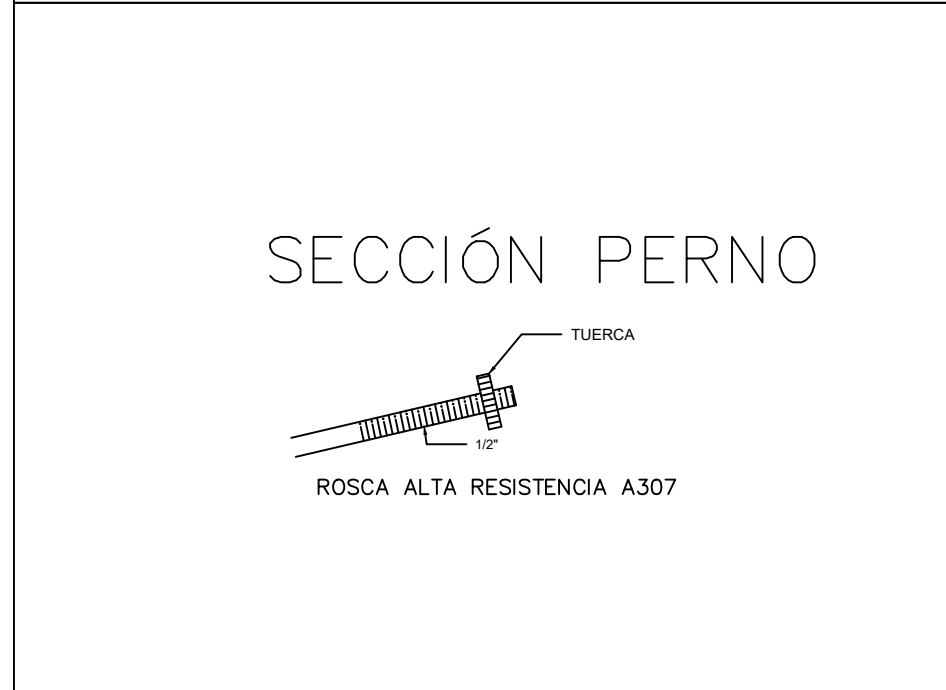 SECCIÓN PERNO
TUERCA
1/2"
ROSCA ALTA RESISTENCIA A307